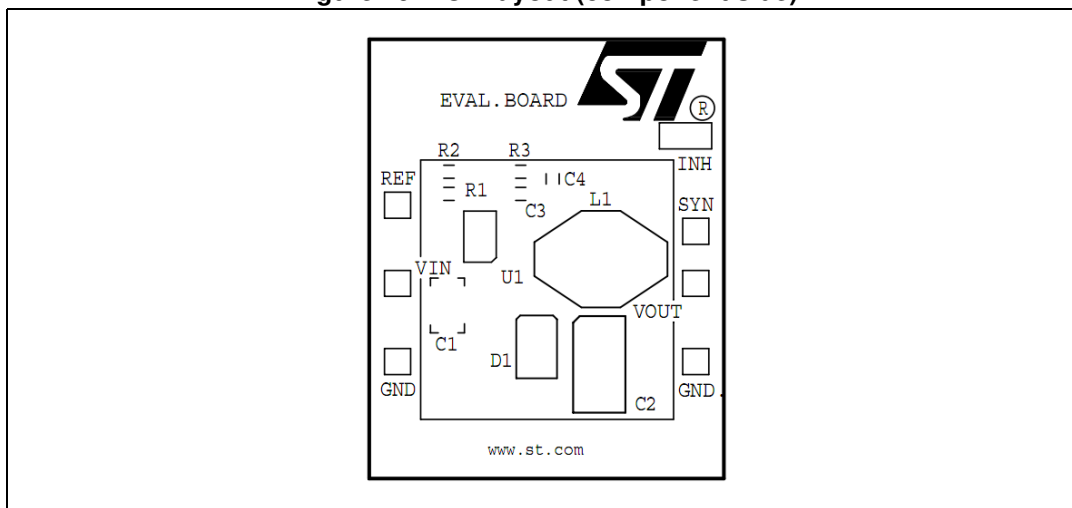 EVAL.BOARD
ST
R
INH
R2
R3
REF
R1
C4
C3
L1
SYN
VIN
U1
VOUT
C1
D1
GND
C2
GND.
www.st.com